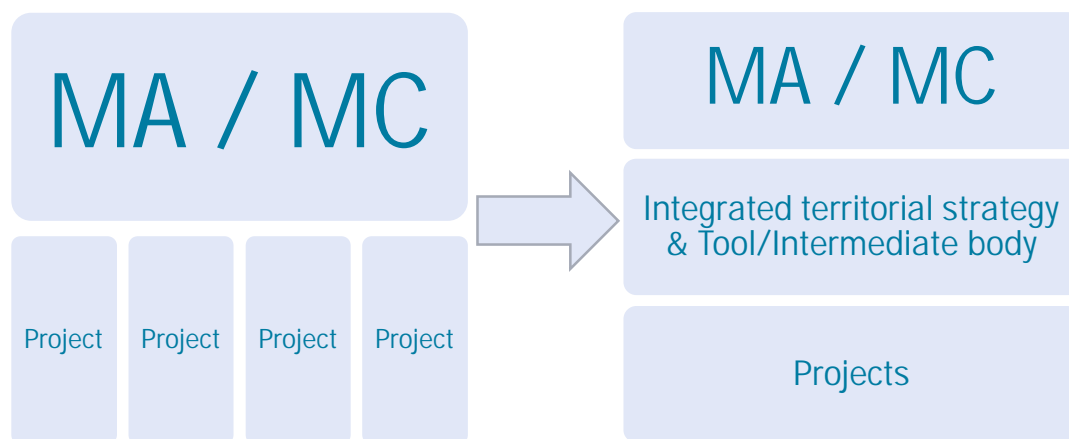 MA / MC
Project
Project
Project
Project
MA / MC
Integrated territorial strategy
& Tool/Intermediate body
Projects